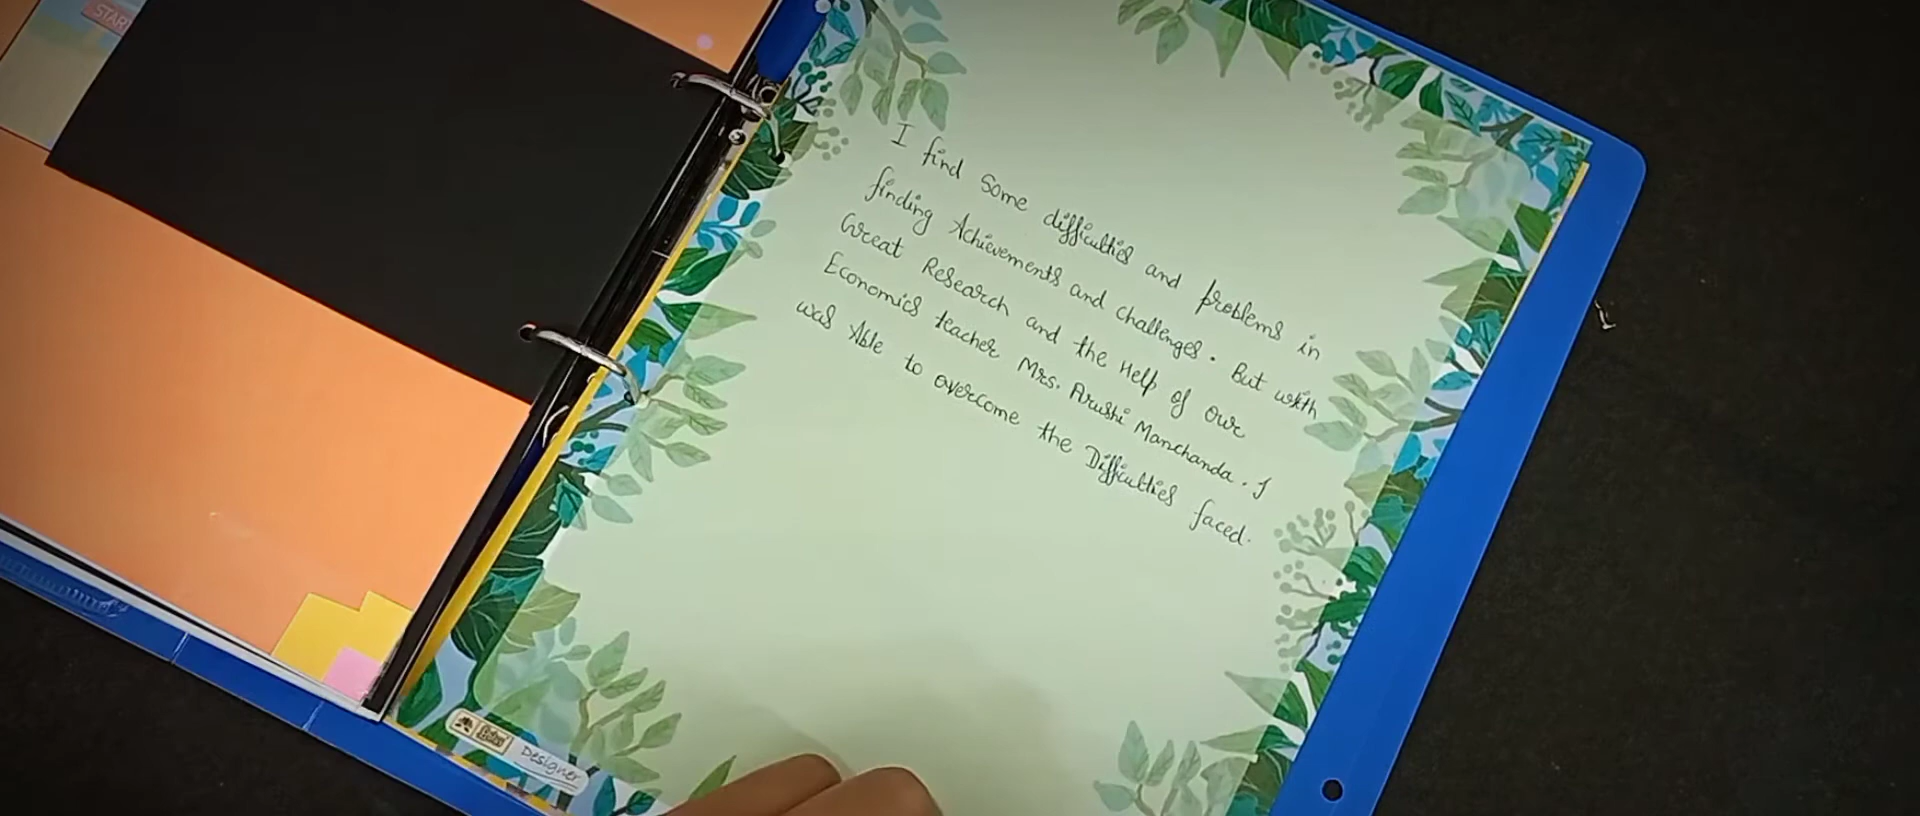 START
I find some difficulties and problems in
finding Achievements and challenges. But with
Great Research and the Help of our
Economics teacher Mrs. Arushi Manchanda. I
was Able to overcome the Difficulties faced.
Designer